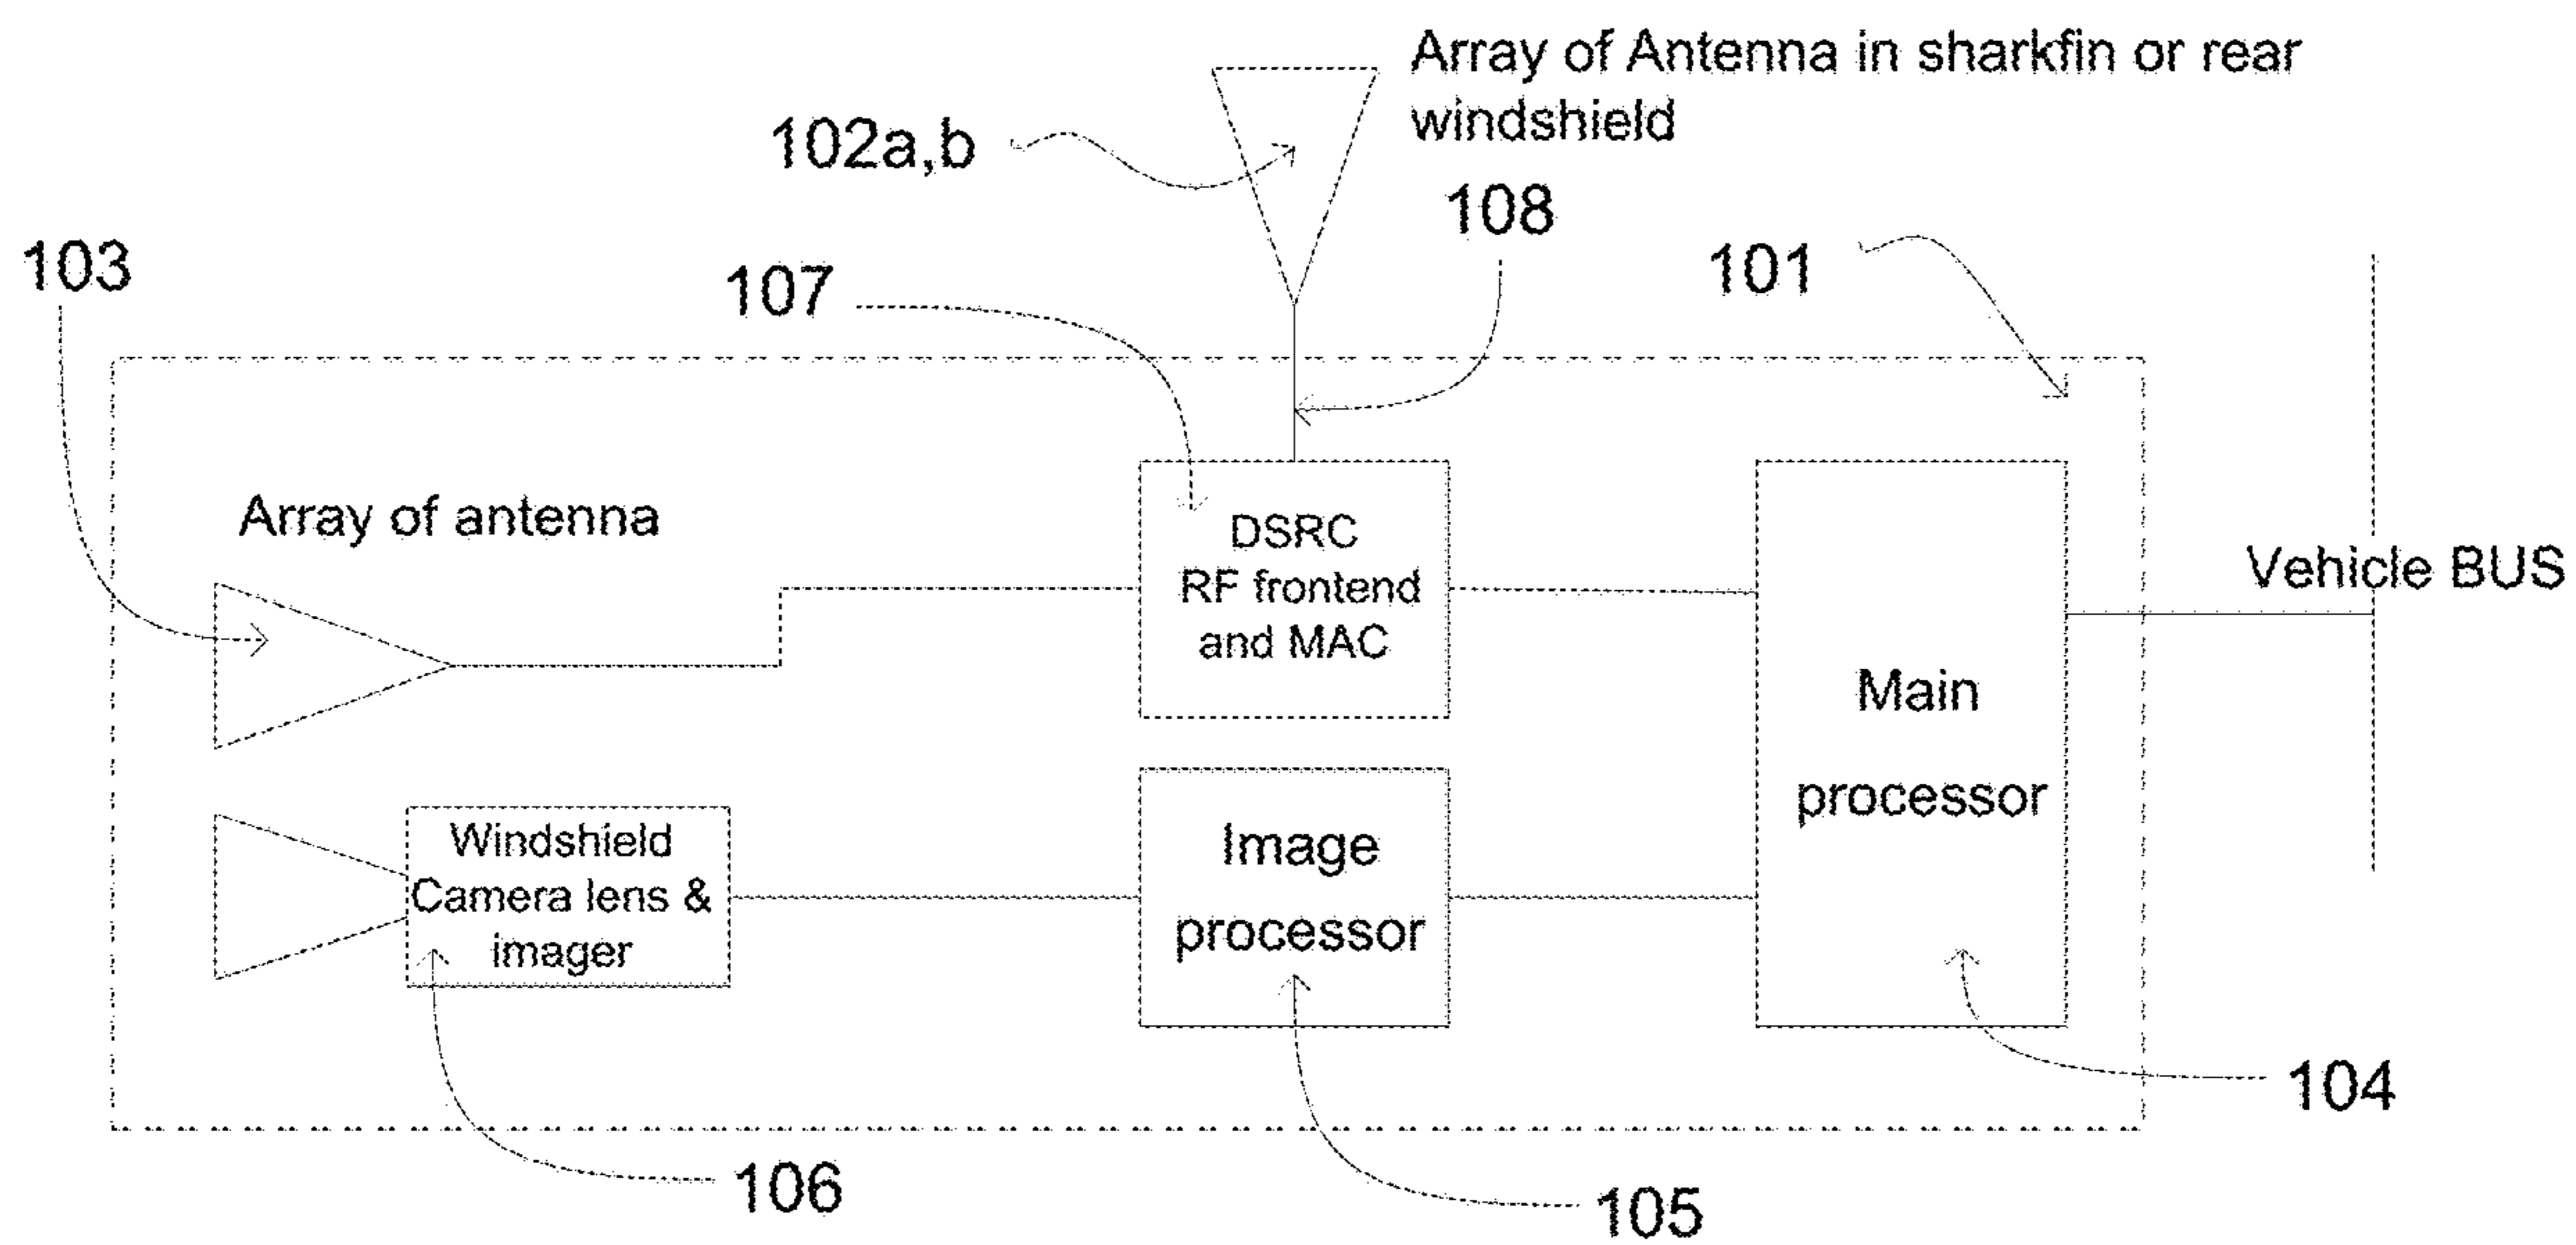 Array of Antenna in sharkfin or rear
windshield
102a,b
108
103
107
101
Array of antenna
DSRC
RF frontend
and MAC
Vehicle BUS
Main
processor
Windshield
Camera lens &
imager
Image
processor
104
106
105